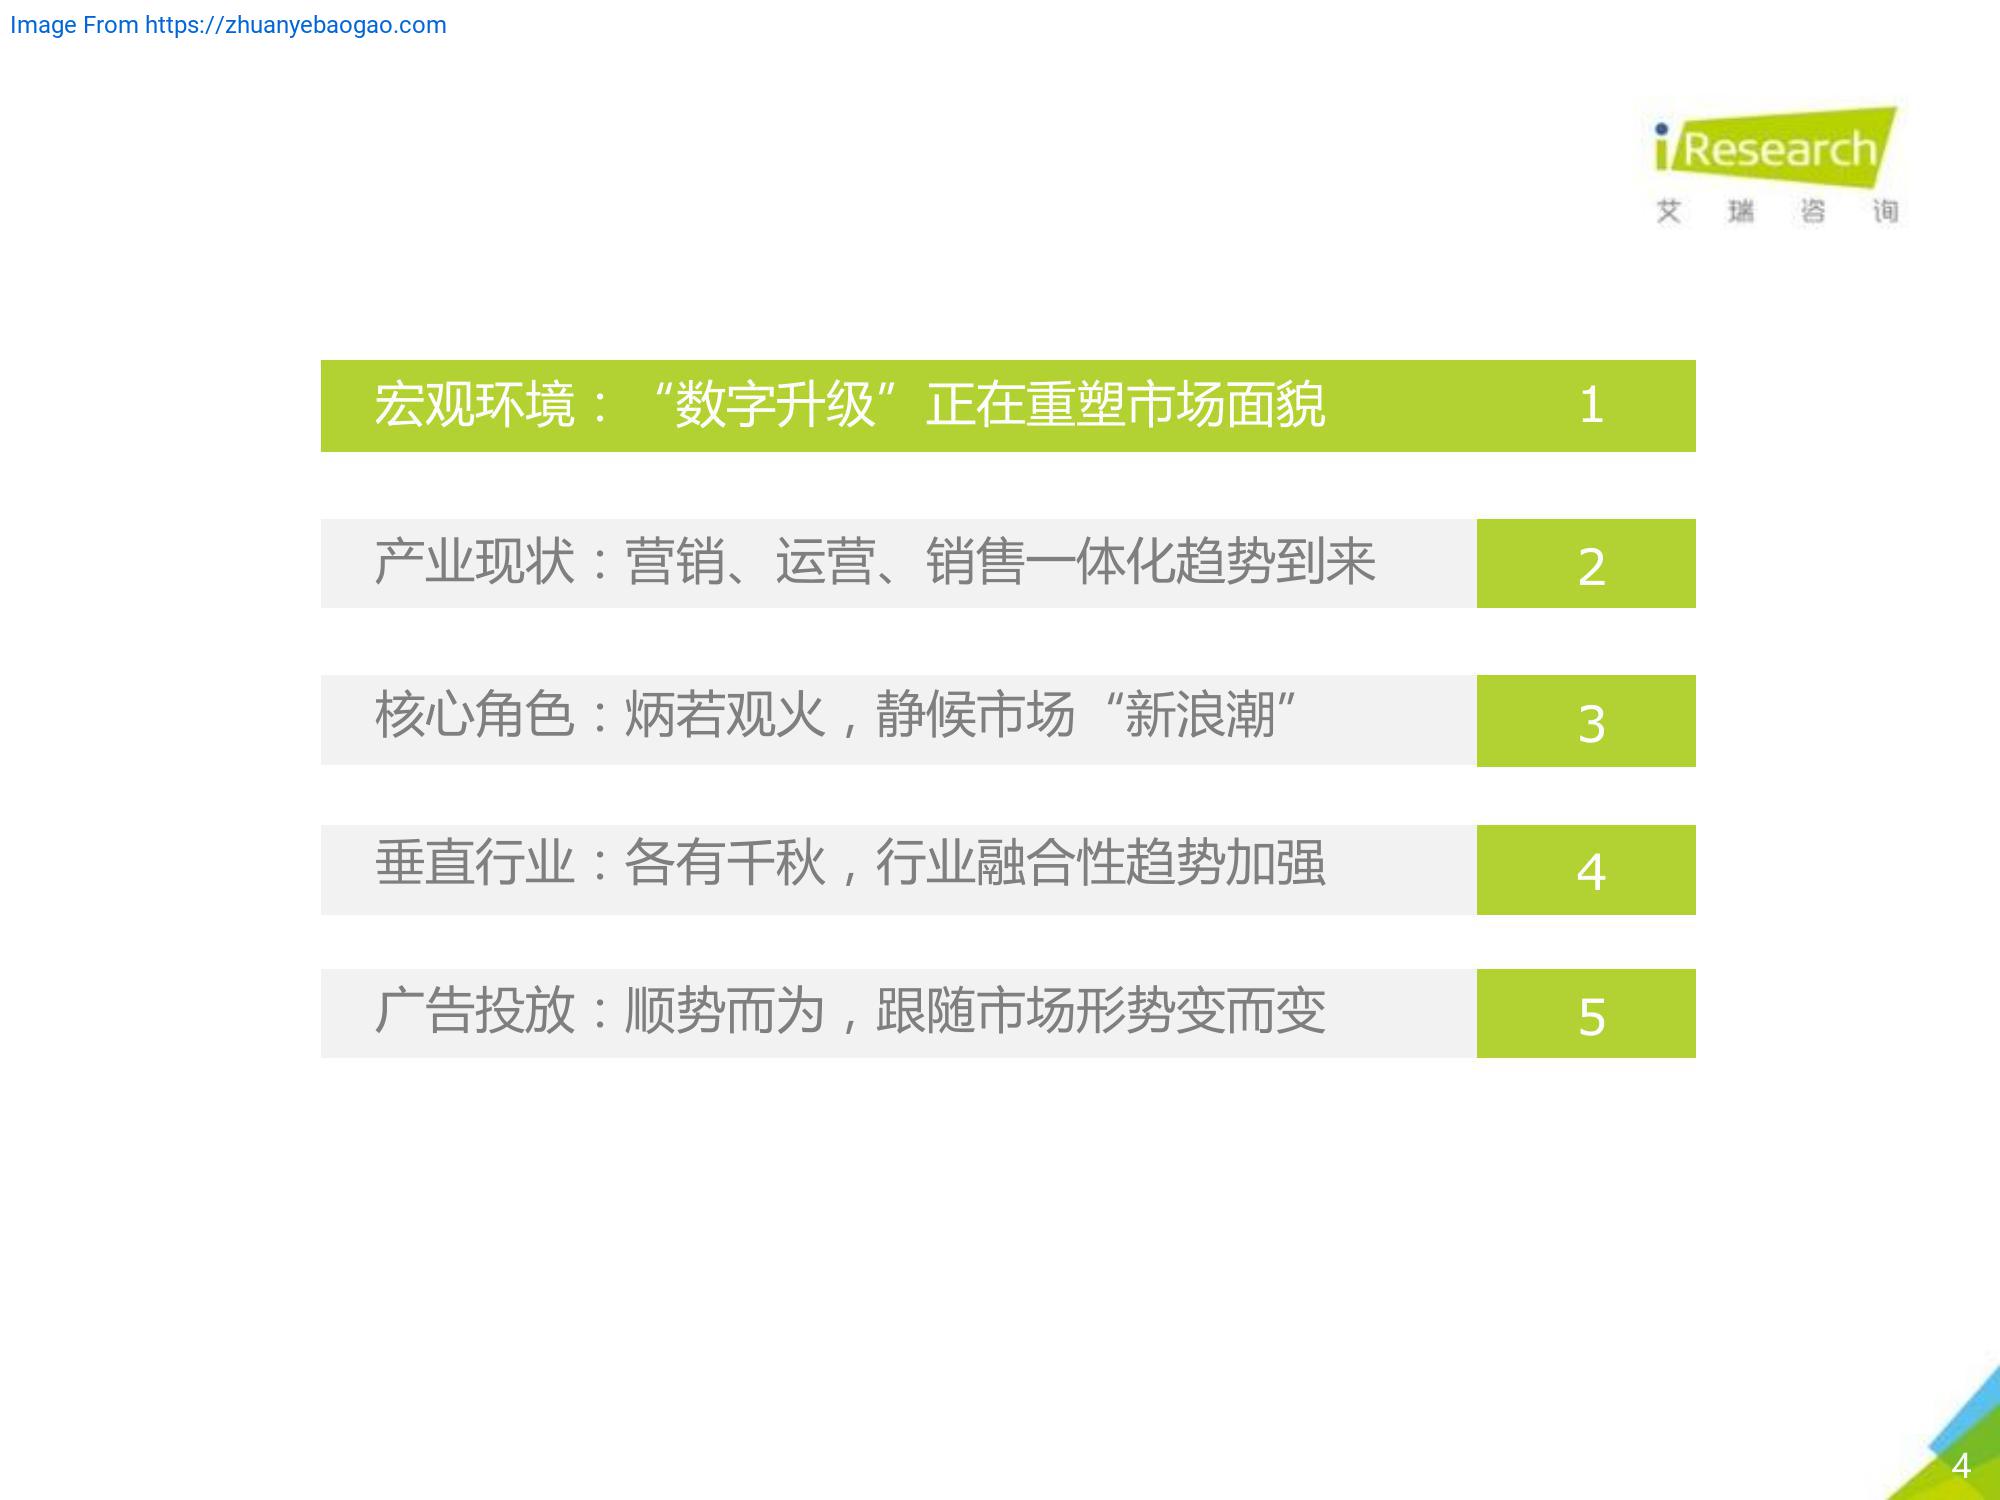 Image From https://zhuanyebaogao.com
iResearch
艾瑞咨询
宏观环境：“数字升级”正在重塑市场面貌 1
产业现状：营销、运营、销售一体化趋势到来 2
核心角色：炳若观火，静候市场“新浪潮” 3
垂直行业：各有千秋，行业融合性趋势加强 4
广告投放：顺势而为，跟随市场形势变而变 5
4